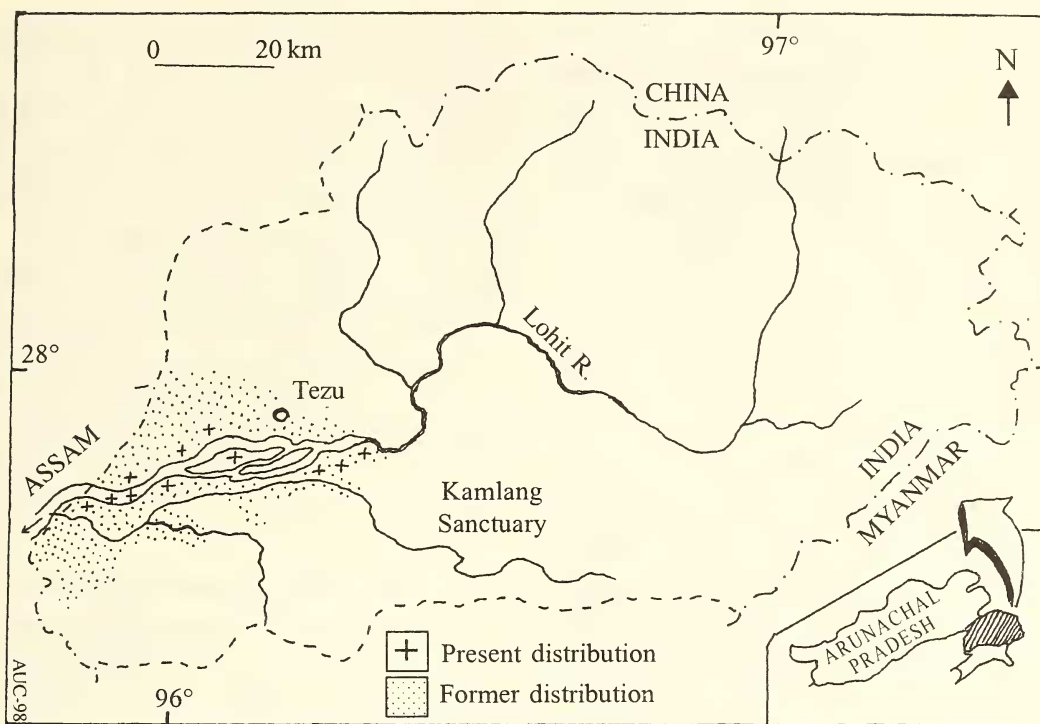 0 20 km
97°
N
CHINA
INDIA
Lohit R.
28°
Tezu
ASSAM
INDIA
MYANMAR
Kamlang
Sanctuary
ARUNACHAL
PRADESH
+ Present distribution
Former distribution
AUC-98
96°